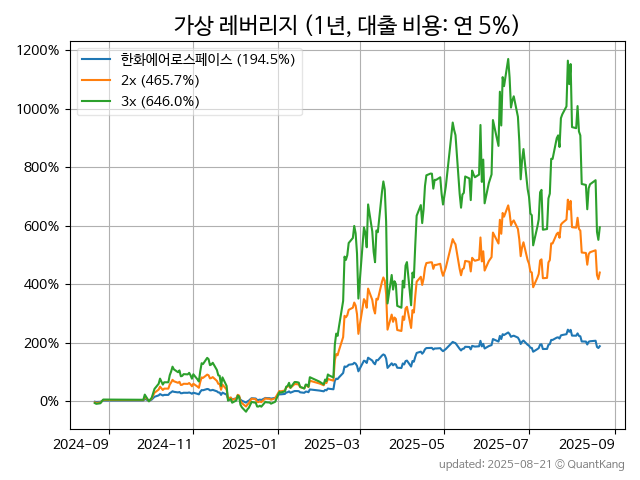 가상 레버리지 (1년, 대출 비용: 연 5%)
1200%
1000%
800%
600%
400%
200%
0%
한화에어로스페이스 (194.5%)
2x (465.7%)
3x (646.0%)
2024-09 2024-11 2025-01 2025-03 2025-05 2025-07 2025-09
updated: 2025-08-21 © QuantKang